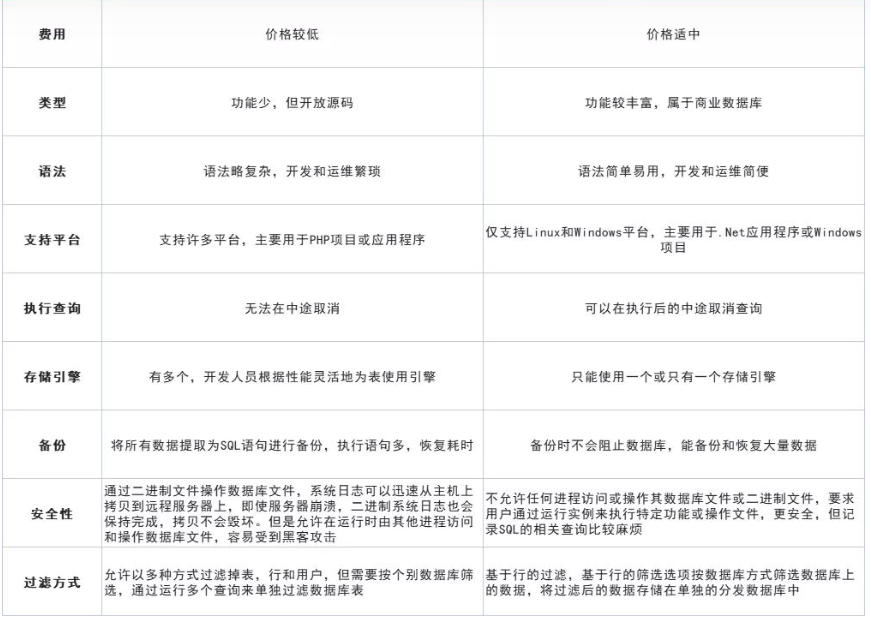 费用
价格较低
价格适中
类型
功能少，但开放源码
功能较丰富，属于商业数据库
语法
语法略复杂，开发和运维繁琐
语法简单易用，开发和运维简便
支持平台
支持许多平台，主要用于PHP项目或应用程序
仅支持Linux和Windows平台，主要用于.Net应用程序或Windows
项目
执行查询
无法在中途取消
可以在执行后的中途取消查询
存储引擎
有多个，开发人员根据性能灵活地为表使用引擎
只能使用一个或只有一个存储引擎
备份
将所有数据提取为SQL语句进行备份，执行语句多，恢复耗时
备份时不会阻止数据库，能备份和恢复大量数据
安全性
通过二进制文件操作数据库文件，系统日志可以迅速从主机上
拷贝到远程服务器上，即使服务器崩溃，二进制系统日志也会
保持完成，拷贝不会毁坏。但是允许在运行时由其他进程访问
和操作数据库文件，容易受到黑客攻击
不允许任何进程访问或操作其数据库文件或二进制文件，要求
用户通过运行实例来执行特定功能或操作文件，更安全，但记
录SQL的相关查询比较麻烦
过滤方式
允许以多种方式过滤掉表，行和用户，但需要按个别数据库筛
选，通过运行多个查询来单独过滤数据库表
基于行的过滤，基于行的筛选选项按数据库方式筛选数据库上
的数据，将过滤后的数据存储在单独的分发数据库中